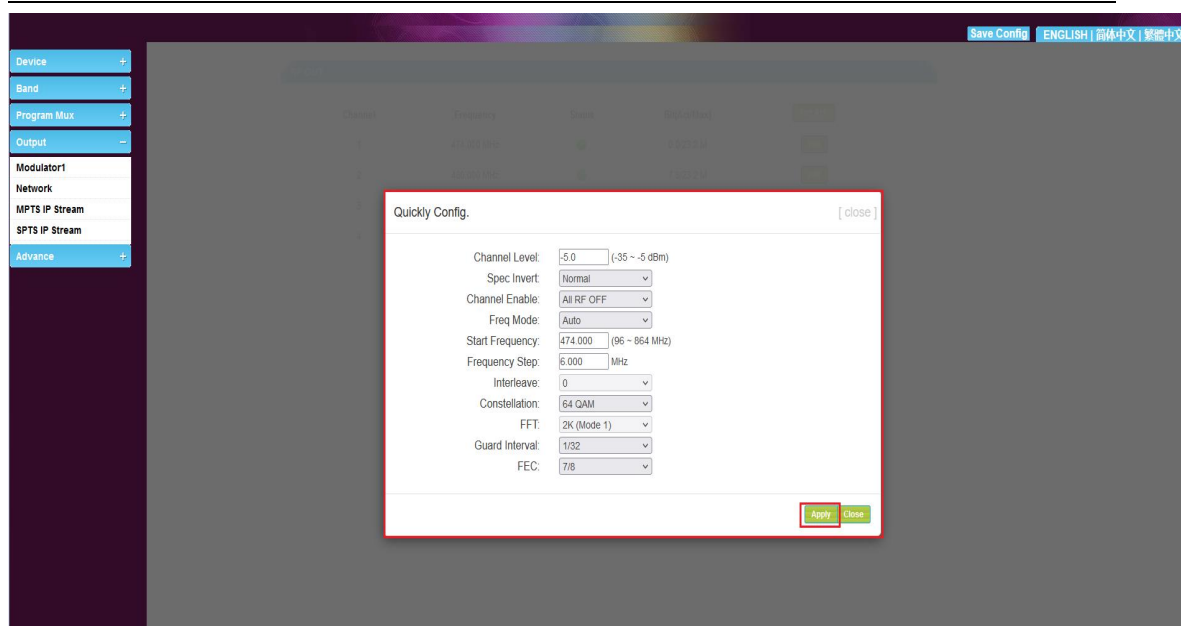 Save Config ENGLISH | 简体中文 | 繁體中文
Device +
Band +
Program Mux +
Output −
Modulator1
Network
MPTS IP Stream
SPTS IP Stream
Advance +
Quickly Config. [ close ]
Channel Level: -5.0 (-35 ~ -5 dBm)
Spec Invert: Normal
Channel Enable: All RF OFF
Freq Mode: Auto
Start Frequency: 474.000 (96 ~ 864 MHz)
Frequency Step: 6.000 MHz
Interleave: 0
Constellation: 64 QAM
FFT: 2K (Mode 1)
Guard Interval: 1/32
FEC: 7/8
Apply Close